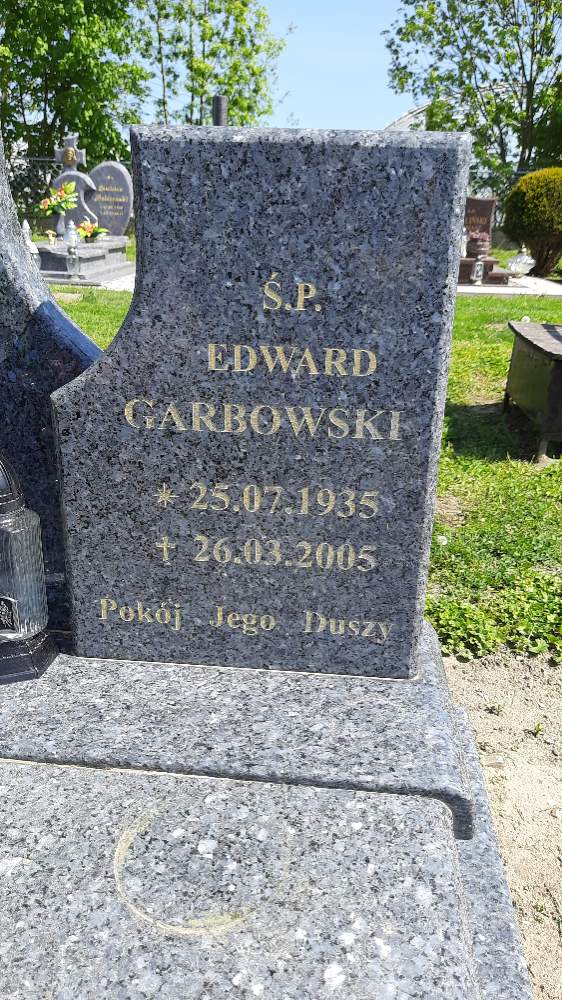 Ś.P.
EDWARD
GARBOWSKI
* 25.07.1935
† 26.03.2005
Pokój Jego Duszy